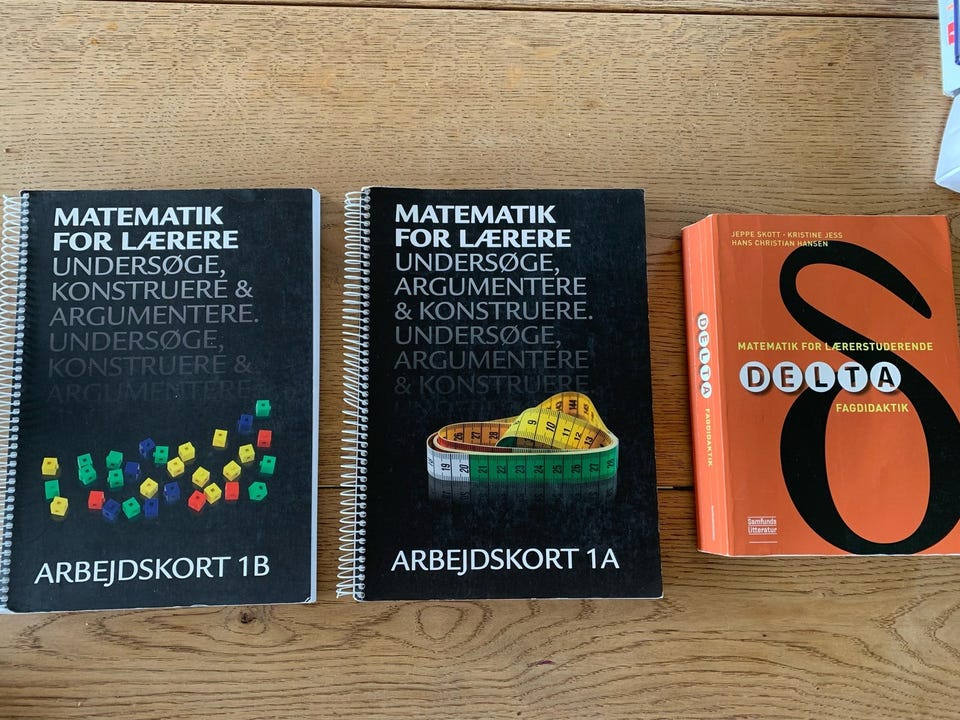 MATEMATIK
FOR LÆRERE
UNDERSØGE,
KONSTRUERE &
ARGUMENTERE.
UNDERSØGE,
KONSTRUERE &
ARGUMENTERE.
ARBEJDSKORT 1B
MATEMATIK
FOR LÆRERE
UNDERSØGE,
ARGUMENTERE
& KONSTRUERE.
UNDERSØGE,
ARGUMENTERE
& KONSTRUERE.
ARBEJDSKORT 1A
DELTA
FAGDIDAKTIK
JEPPE SKOTT · KRISTINE JESS
HANS CHRISTIAN HANSEN
MATEMATIK FOR LÆRERSTUDERENDE
DELTA
FAGDIDAKTIK
δ
Samfunds
litteratur